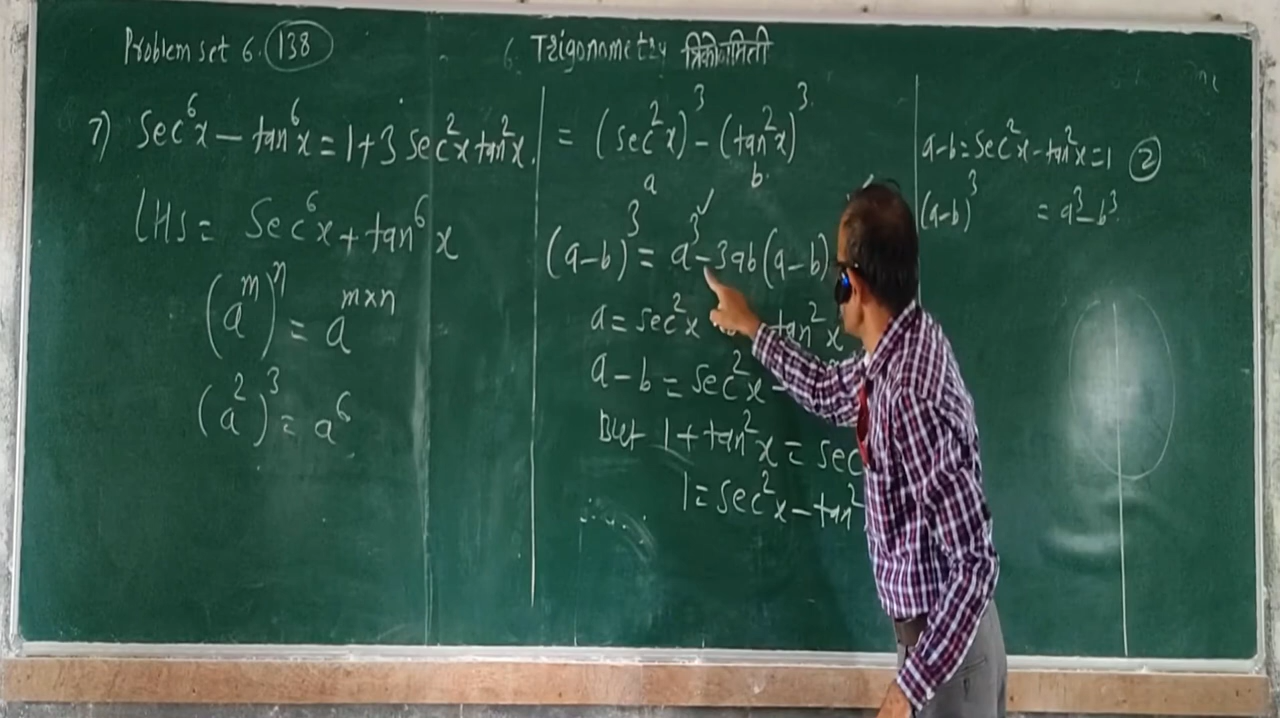 Problem set 6. 138
6. Trigonometry त्रिकोणमिती
7) sec⁶x - tan⁶x = 1+3 sec²x tan²x.
LHS = Sec⁶x + tan⁶x
(aᵐ)ⁿ = aᵐˣⁿ
(a²)³ = a⁶
= (sec²x)³ - (tan²x)³
a b
(a-b)³ = a³ - 3ab(a-b)
a = sec²x tan²x
a - b = sec²x -
But 1 + tan²x = sec
1 = sec²x - tan²
a-b = sec²x - tan²x = 1 ②
(a-b)³ = a³-b³